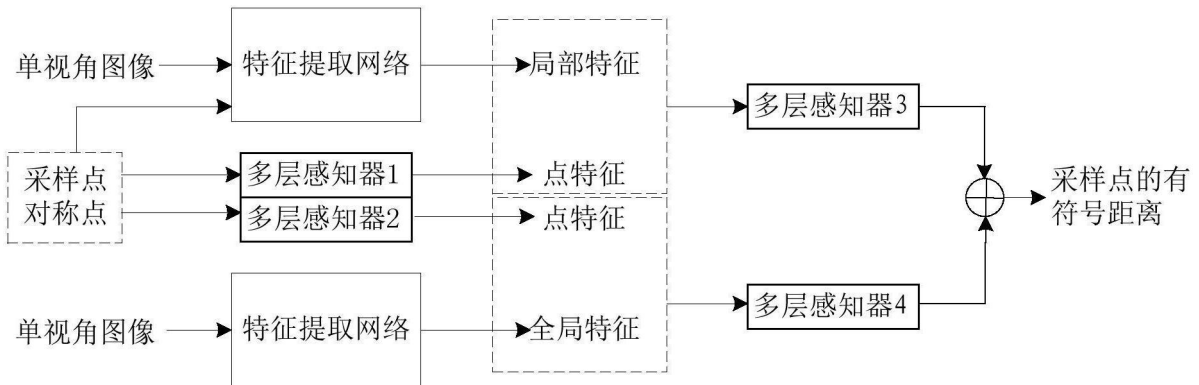 单视角图像
特征提取网络
局部特征
多层感知器3
采样点
对称点
多层感知器1
点特征
多层感知器2
点特征
采样点的有
符号距离
单视角图像
特征提取网络
全局特征
多层感知器4